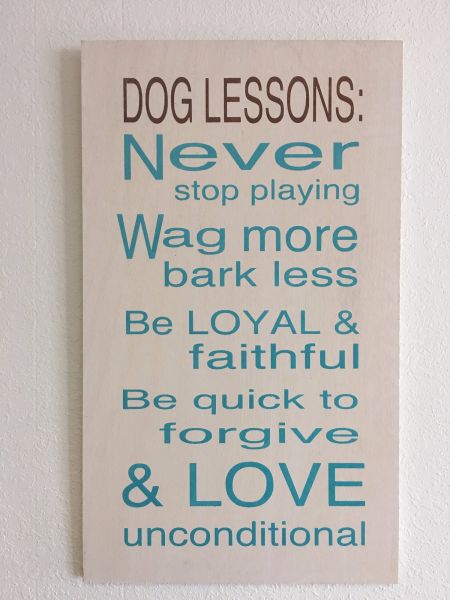 DOG LESSONS:
Never
stop playing
Wag more
bark less
Be LOYAL &
faithful
Be quick to
forgive
& LOVE
unconditional